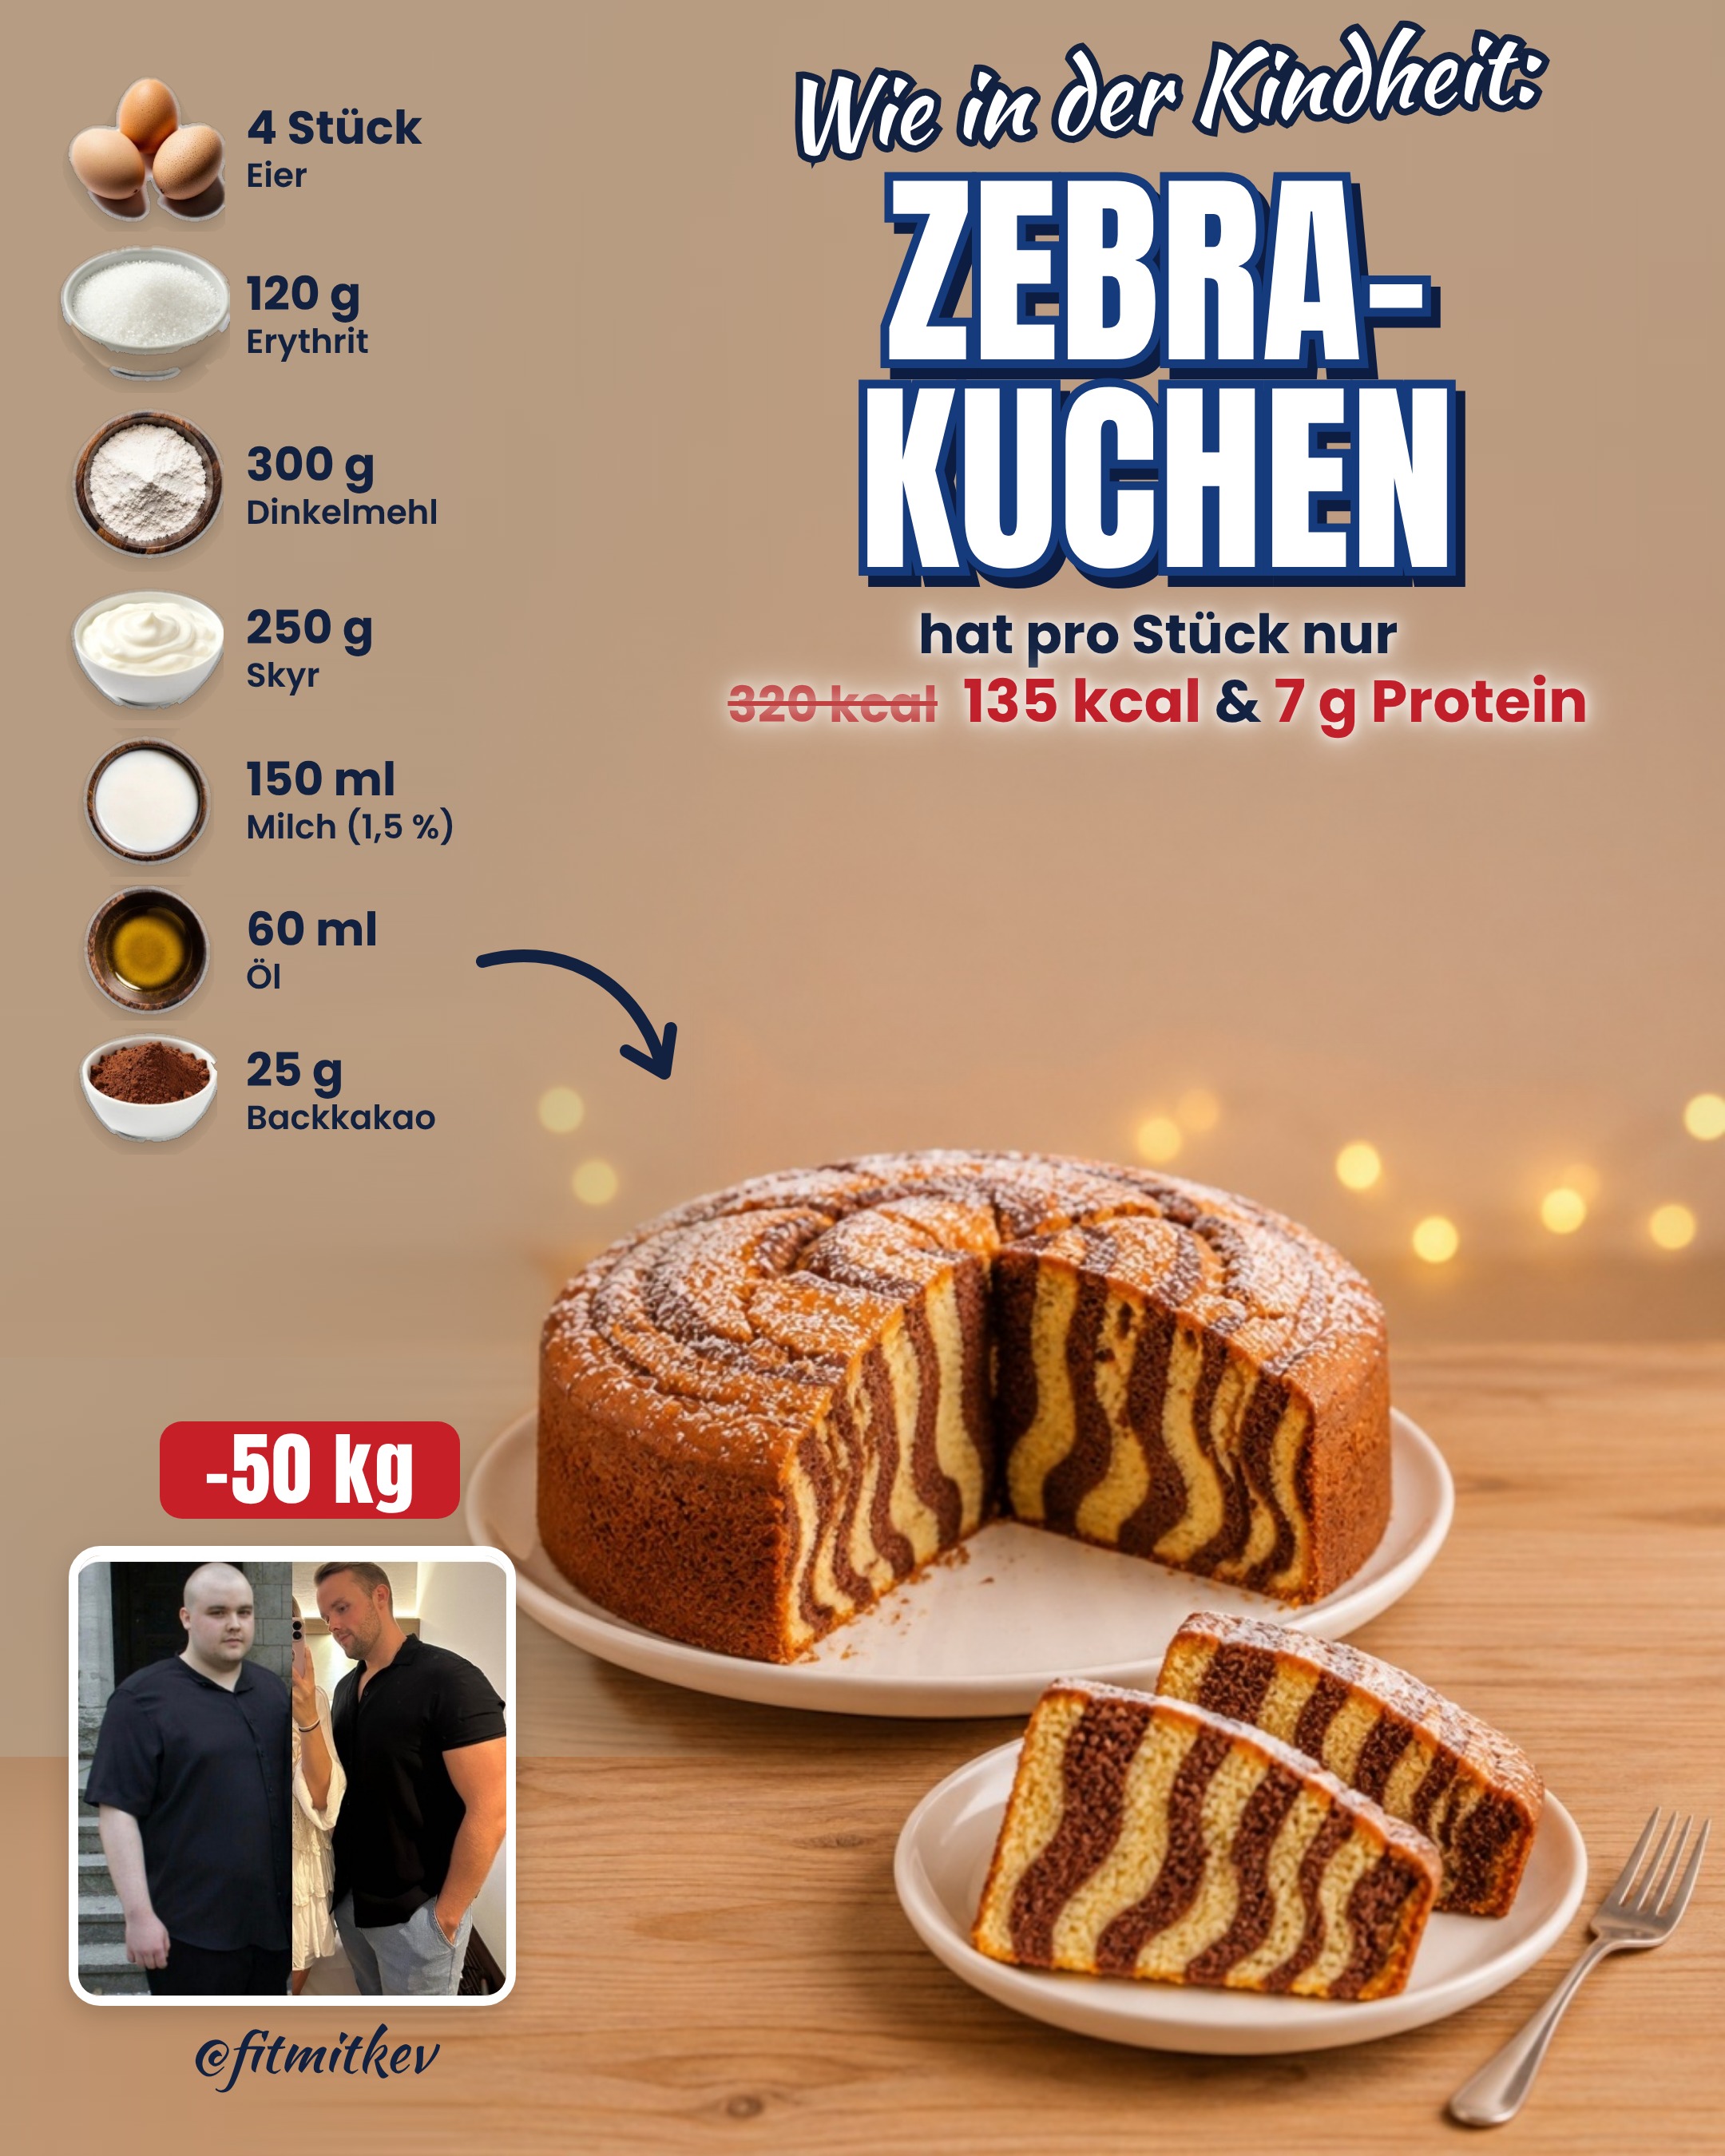 Wie in der Kindheit:
ZEBRA-
KUCHEN
hat pro Stück nur
320 kcal 135 kcal & 7 g Protein
4 Stück
Eier
120 g
Erythrit
300 g
Dinkelmehl
250 g
Skyr
150 ml
Milch (1,5 %)
60 ml
Öl
25 g
Backkakao
-50 kg
@fitmitkev